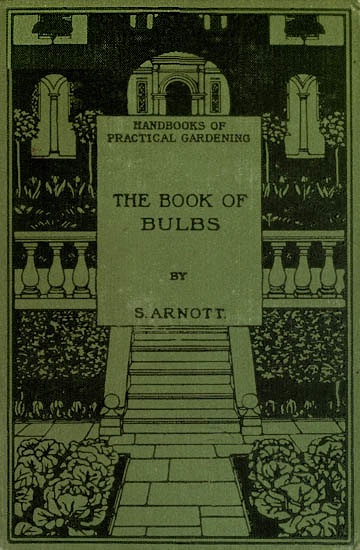 HANDBOOKS OF
PRACTICAL GARDENING
THE BOOK OF
BULBS
BY
S. ARNOTT.